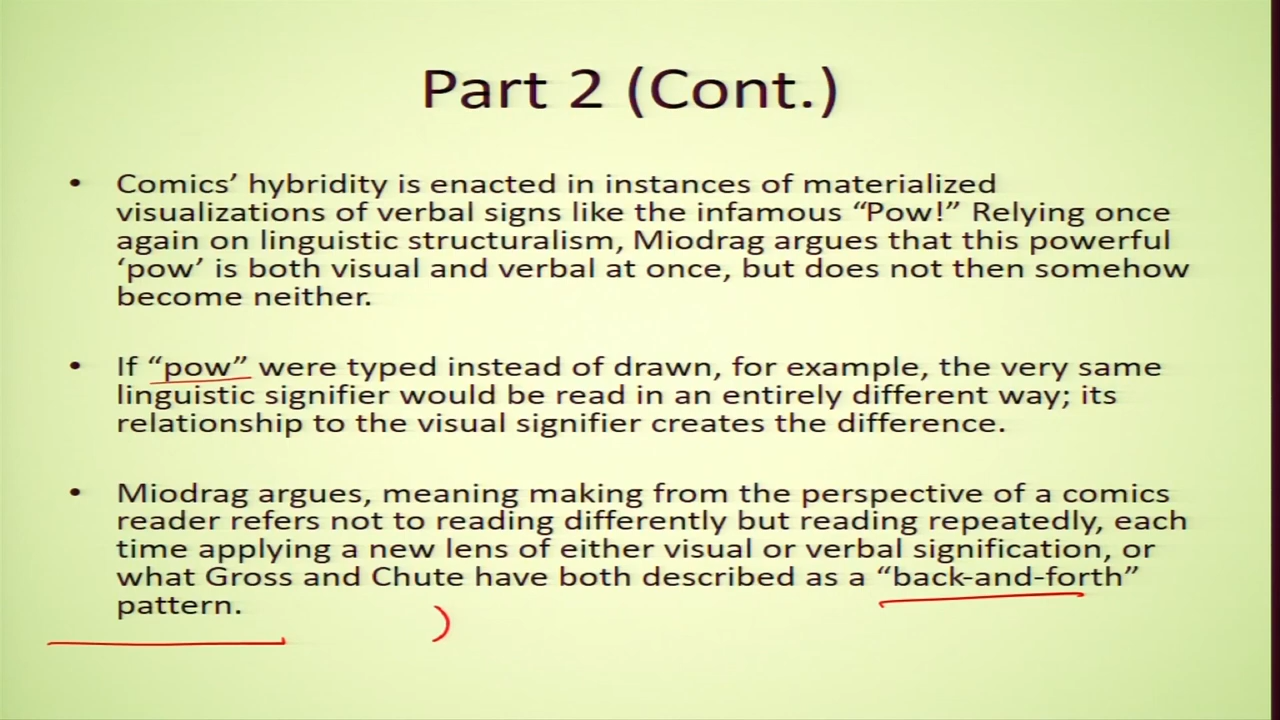 Part 2 (Cont.)
• Comics’ hybridity is enacted in instances of materialized
visualizations of verbal signs like the infamous “Pow!” Relying once
again on linguistic structuralism, Miodrag argues that this powerful
‘pow’ is both visual and verbal at once, but does not then somehow
become neither.
• If “pow” were typed instead of drawn, for example, the very same
linguistic signifier would be read in an entirely different way; its
relationship to the visual signifier creates the difference.
• Miodrag argues, meaning making from the perspective of a comics
reader refers not to reading differently but reading repeatedly, each
time applying a new lens of either visual or verbal signification, or
what Gross and Chute have both described as a “back-and-forth”
pattern.